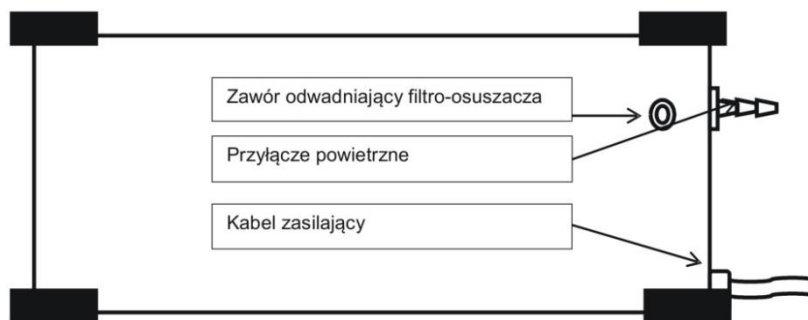 Zawór odwadniający filtro-osuszacza
Przyłącze powietrzne
Kabel zasilający